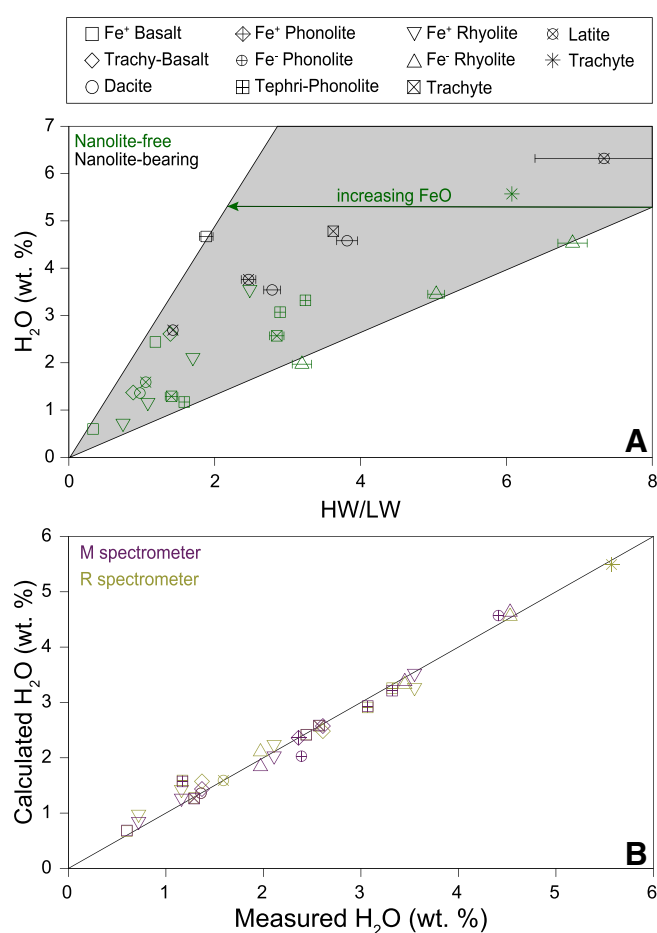 Fe⁺ Basalt Fe⁺ Phonolite Fe⁺ Rhyolite Latite
Trachy-Basalt Fe⁻ Phonolite Fe⁻ Rhyolite Trachyte
Dacite Tephri-Phonolite Trachyte
7
Nanolite-free
Nanolite-bearing
6
increasing FeO
5
4
H₂O (wt. %)
3
2
1
0
A
0 2 4 6 8
HW/LW
6
M spectrometer
R spectrometer
5
4
Calculated H₂O (wt. %)
3
2
1
0
B
0 1 2 3 4 5 6
Measured H₂O (wt. %)